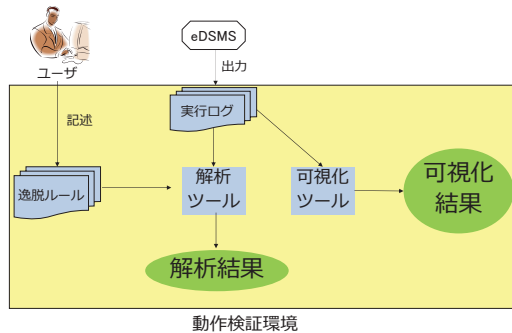 eDSMS
ユーザ
出力
実行ログ
記述
逸脱ルール
解析
ツール
可視化
ツール
可視化
結果
解析結果
動作検証環境